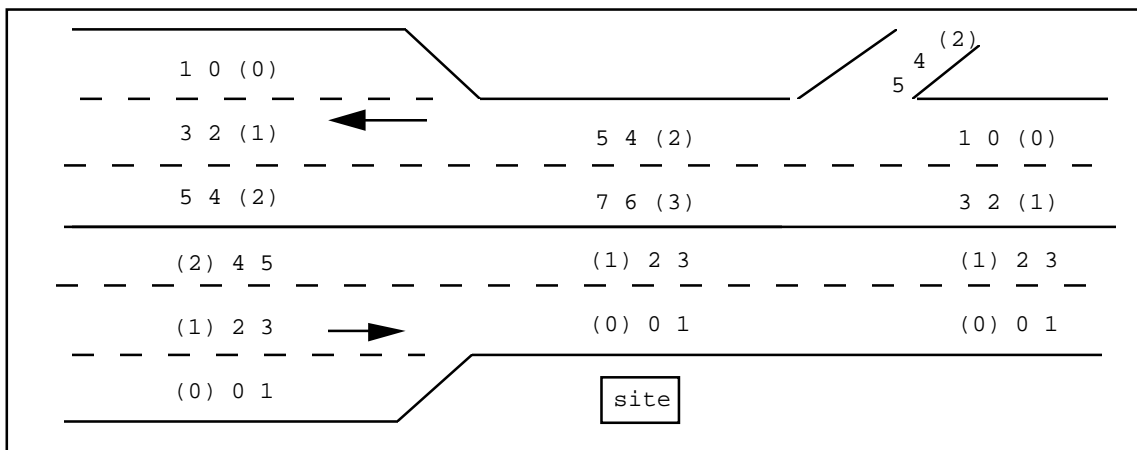 (2)
4
5
1 0 (0)
3 2 (1) 5 4 (2) 1 0 (0)
5 4 (2) 7 6 (3) 3 2 (1)
(2) 4 5 (1) 2 3 (1) 2 3
(1) 2 3 (0) 0 1 (0) 0 1
(0) 0 1 site